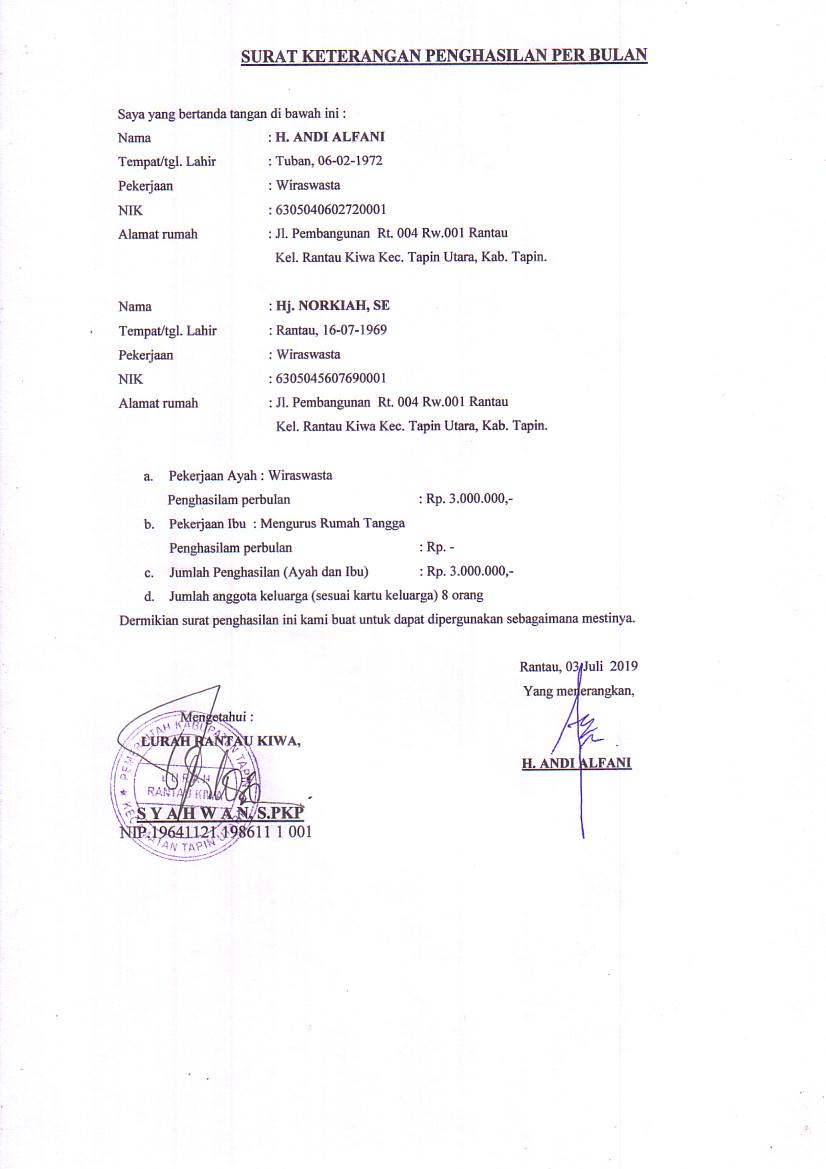 SURAT KETERANGAN PENGHASILAN PER BULAN
Saya yang bertanda tangan di bawah ini :
Nama : H. ANDI ALFANI
Tempat/tgl. Lahir : Tuban, 06-02-1972
Pekerjaan : Wiraswasta
NIK : 6305040602720001
Alamat rumah : Jl. Pembangunan Rt. 004 Rw.001 Rantau
Kel. Rantau Kiwa Kec. Tapin Utara, Kab. Tapin.
Nama : Hj. NORKIAH, SE
Tempat/tgl. Lahir : Rantau, 16-07-1969
Pekerjaan : Wiraswasta
NIK : 6305045607690001
Alamat rumah : Jl. Pembangunan Rt. 004 Rw.001 Rantau
Kel. Rantau Kiwa Kec. Tapin Utara, Kab. Tapin.
a. Pekerjaan Ayah : Wiraswasta
Penghasilam perbulan : Rp. 3.000.000,-
b. Pekerjaan Ibu : Mengurus Rumah Tangga
Penghasilam perbulan : Rp. -
c. Jumlah Penghasilan (Ayah dan Ibu) : Rp. 3.000.000,-
d. Jumlah anggota keluarga (sesuai kartu keluarga) 8 orang
Dermikian surat penghasilan ini kami buat untuk dapat dipergunakan sebagaimana mestinya.
Rantau, 03 Juli 2019
Yang menerangkan,
H. ANDI ALFANI
Mengetahui :
LURAH RANTAU KIWA,
LURAH
RANTAU KIWA
S Y A H W A N. S.PKP
NIP.19641121 198611 1 001